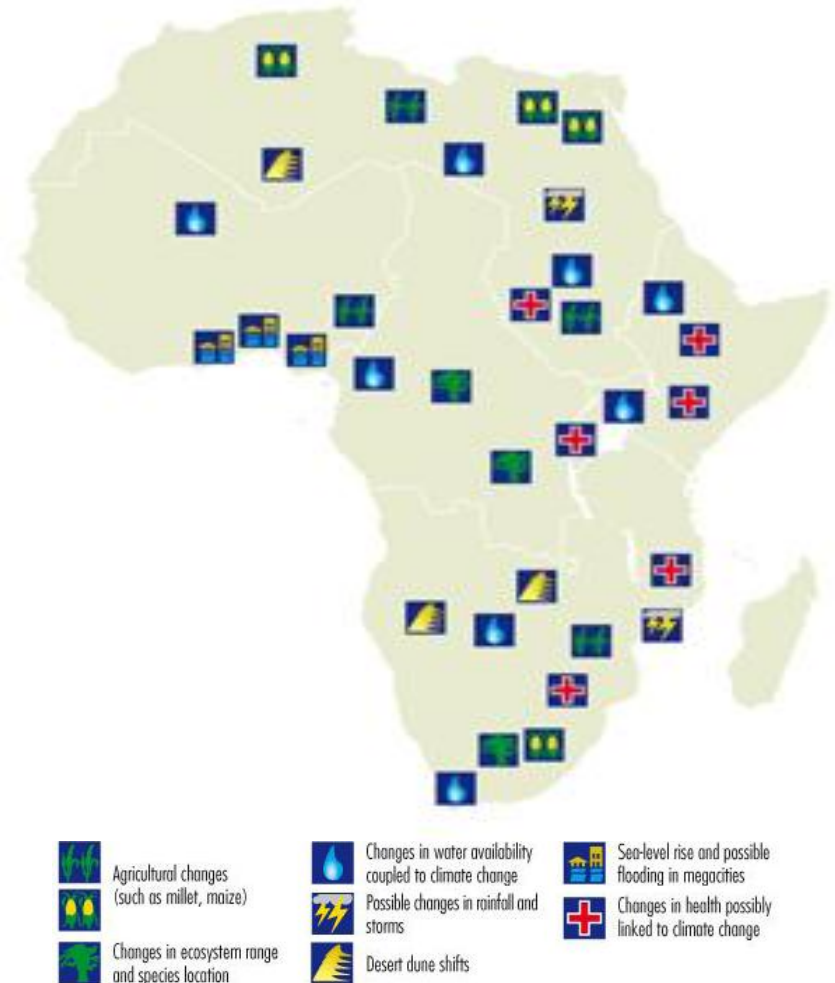 Agricultural changes
(such as millet, maize)
Changes in ecosystem range
and species location
Changes in water availability
coupled to climate change
Possible changes in rainfall and
storms
Desert dune shifts
Sea-level rise and possible
flooding in megacities
Changes in health possibly
linked to climate change